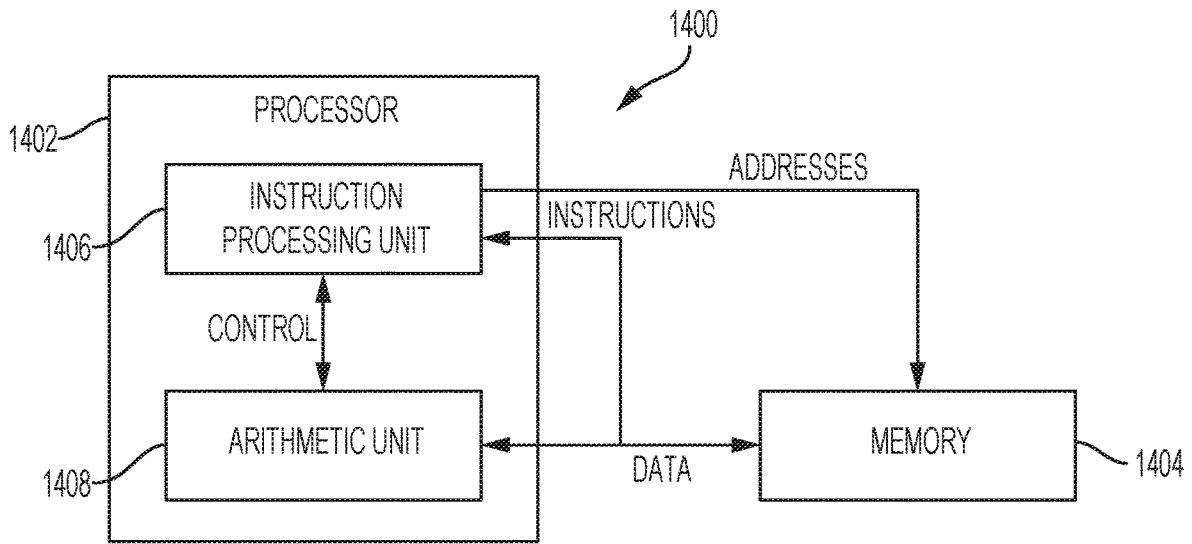 1400
PROCESSOR
1402
ADDRESSES
INSTRUCTION
PROCESSING UNIT
INSTRUCTIONS
1406
CONTROL
ARITHMETIC UNIT
MEMORY
DATA
1408
1404